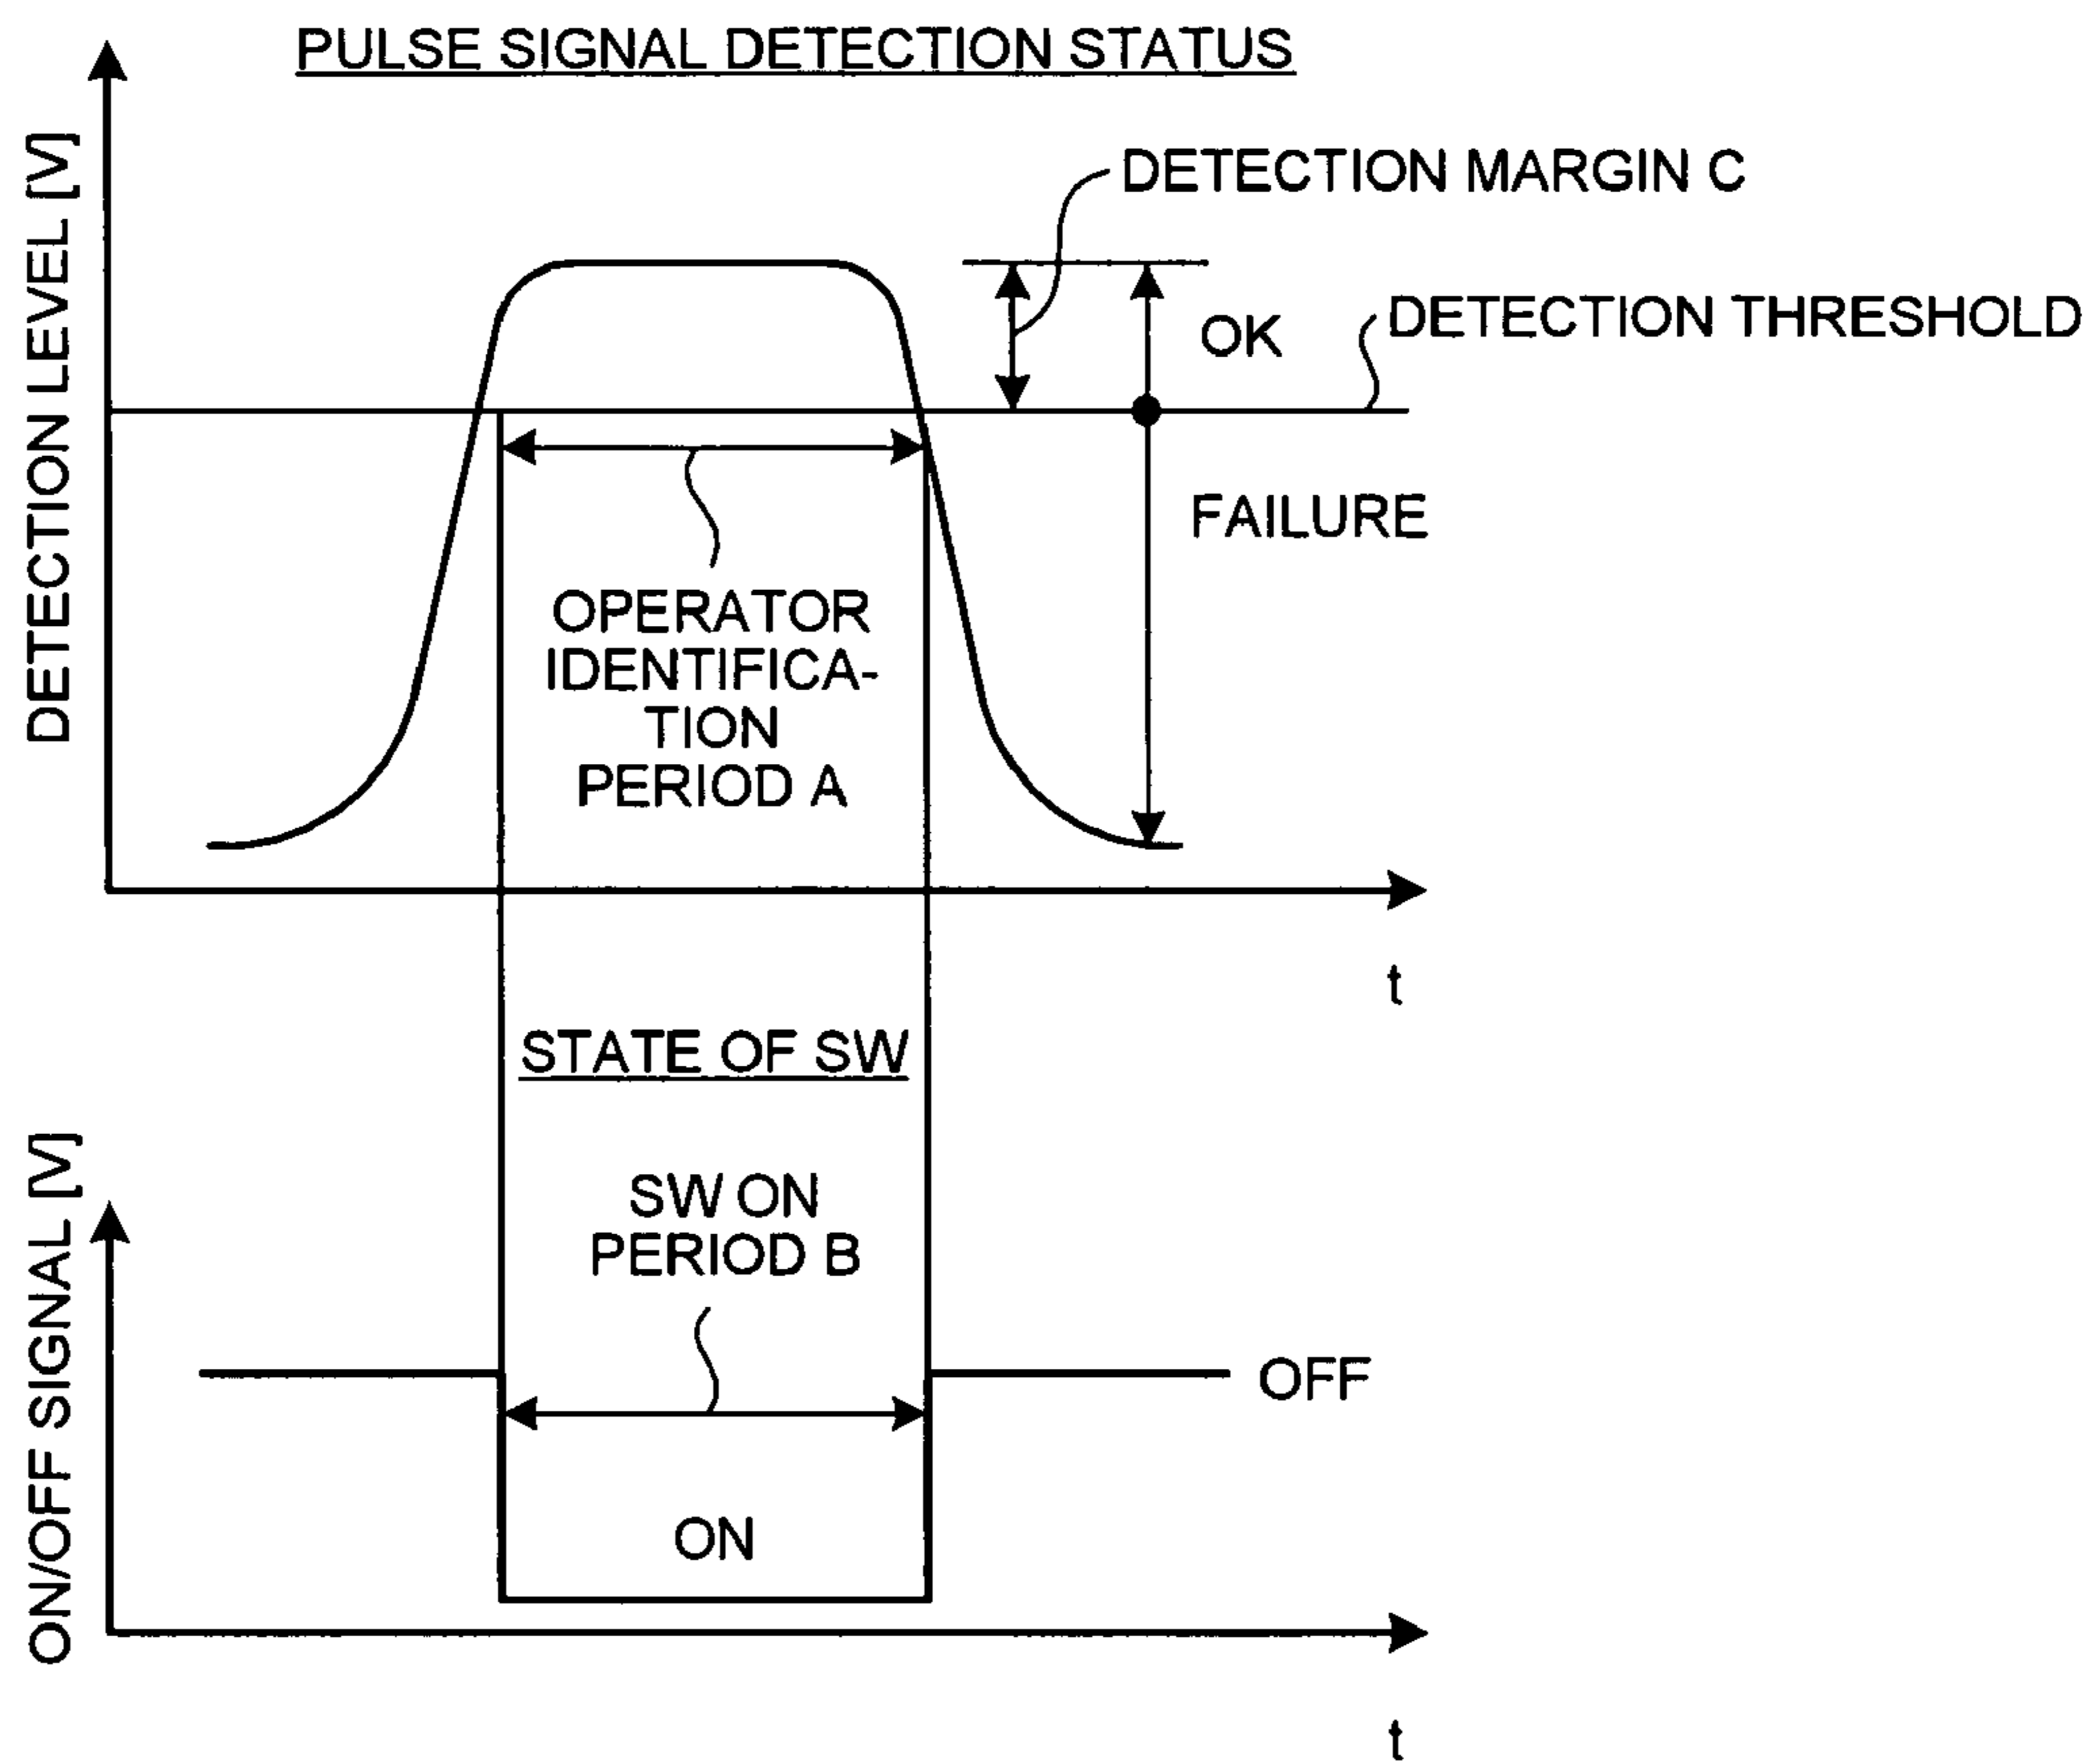 PULSE SIGNAL DETECTION STATUS
DETECTION LEVEL [V]
DETECTION MARGIN C
DETECTION THRESHOLD
OK
FAILURE
OPERATOR
IDENTIFICA-
TION
PERIOD A
t
STATE OF SW
ON/OFF SIGNAL [V]
SW ON
PERIOD B
OFF
ON
t